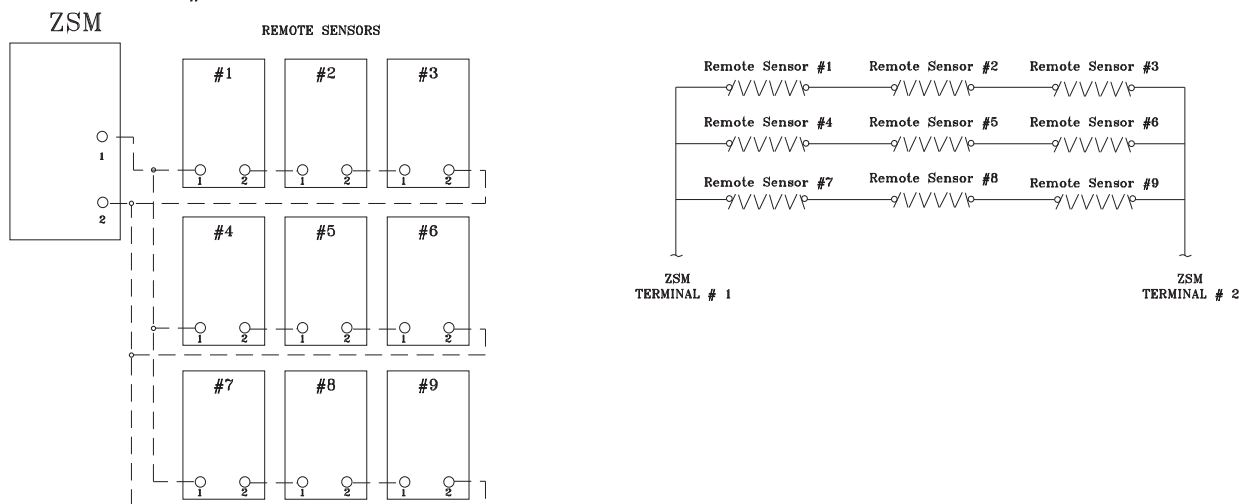 ZSM
REMOTE SENSORS
#1 #2 #3
1
1 2 1 2 1 2
2
#4 #5 #6
1 2 1 2 1 2
#7 #8 #9
1 2 1 2 1 2
Remote Sensor #1 Remote Sensor #2 Remote Sensor #3
Remote Sensor #4 Remote Sensor #5 Remote Sensor #6
Remote Sensor #7 Remote Sensor #8 Remote Sensor #9
ZSM
TERMINAL # 1
ZSM
TERMINAL # 2